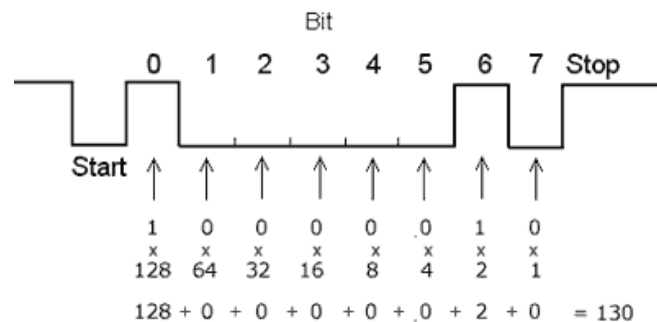 Bit
0 1 2 3 4 5 6 7 Stop
Start
1 0 0 0 0 0 1 0
x x x x x x x x
128 64 32 16 8 4 2 1
128 + 0 + 0 + 0 + 0 + 0 + 2 + 0 = 130